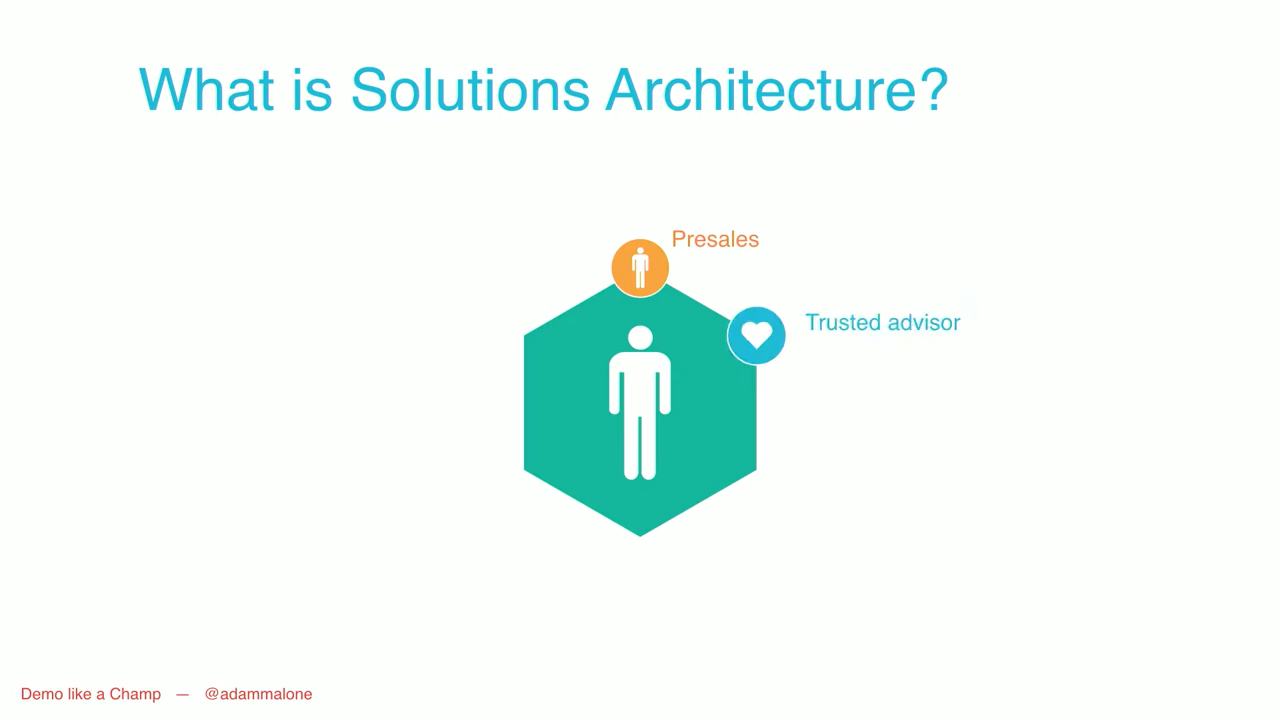 What is Solutions Architecture?
Presales
Trusted advisor
Demo like a Champ — @adammalone